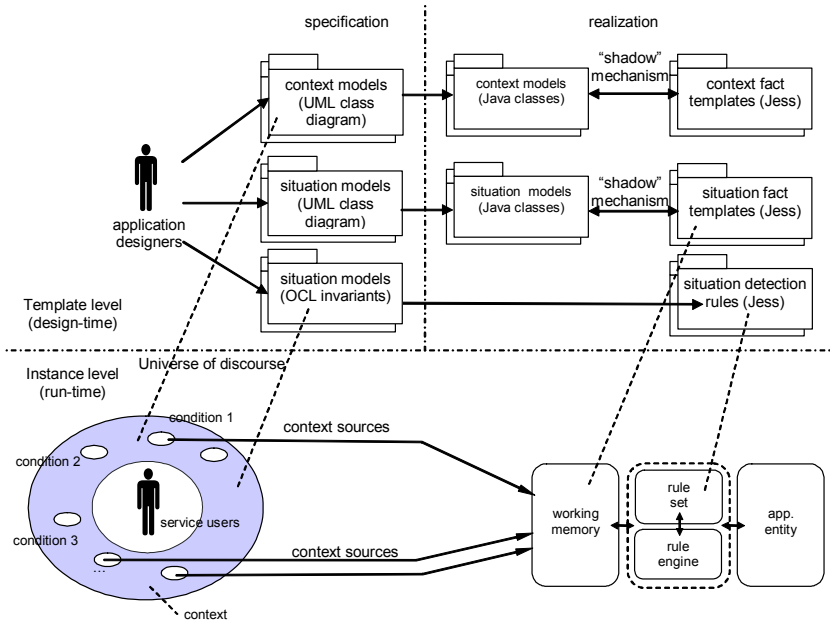 specification
realization
context models
(UML class
diagram)
context models
(Java classes)
“shadow”
mechanism
context fact
templates (Jess)
application
designers
situation models
(UML class
diagram)
situation models
(Java classes)
“shadow”
mechanism
situation fact
templates (Jess)
situation models
(OCL invariants)
situation detection
rules (Jess)
Template level
(design-time)
Instance level
(run-time)
Universe of discourse
condition 1
condition 2
condition 3
...
service users
context
context sources
context sources
working
memory
rule
set
rule
engine
app.
entity